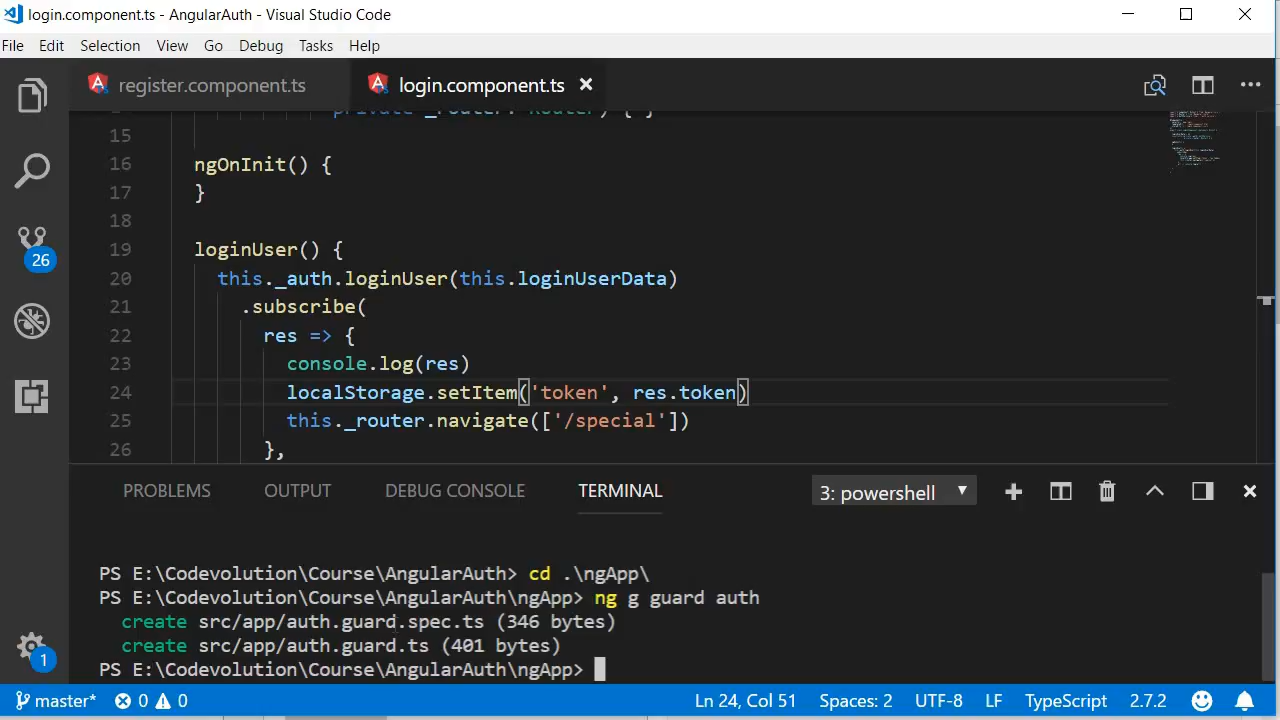 login.component.ts - AngularAuth - Visual Studio Code
File Edit Selection View Go Debug Tasks Help
register.component.ts login.component.ts
private _router: Router) { }
15
16 ngOnInit() {
17 }
18
19 loginUser() {
20 this._auth.loginUser(this.loginUserData)
21 .subscribe(
22 res => {
23 console.log(res)
24 localStorage.setItem('token', res.token)
25 this._router.navigate(['/special'])
26 },
26
PROBLEMS OUTPUT DEBUG CONSOLE TERMINAL 3: powershell
PS E:\Codevolution\Course\AngularAuth> cd .\ngApp\
PS E:\Codevolution\Course\AngularAuth\ngApp> ng g guard auth
create src/app/auth.guard.spec.ts (346 bytes)
create src/app/auth.guard.ts (401 bytes)
PS E:\Codevolution\Course\AngularAuth\ngApp>
1
master* 0 0 Ln 24, Col 51 Spaces: 2 UTF-8 LF TypeScript 2.7.2